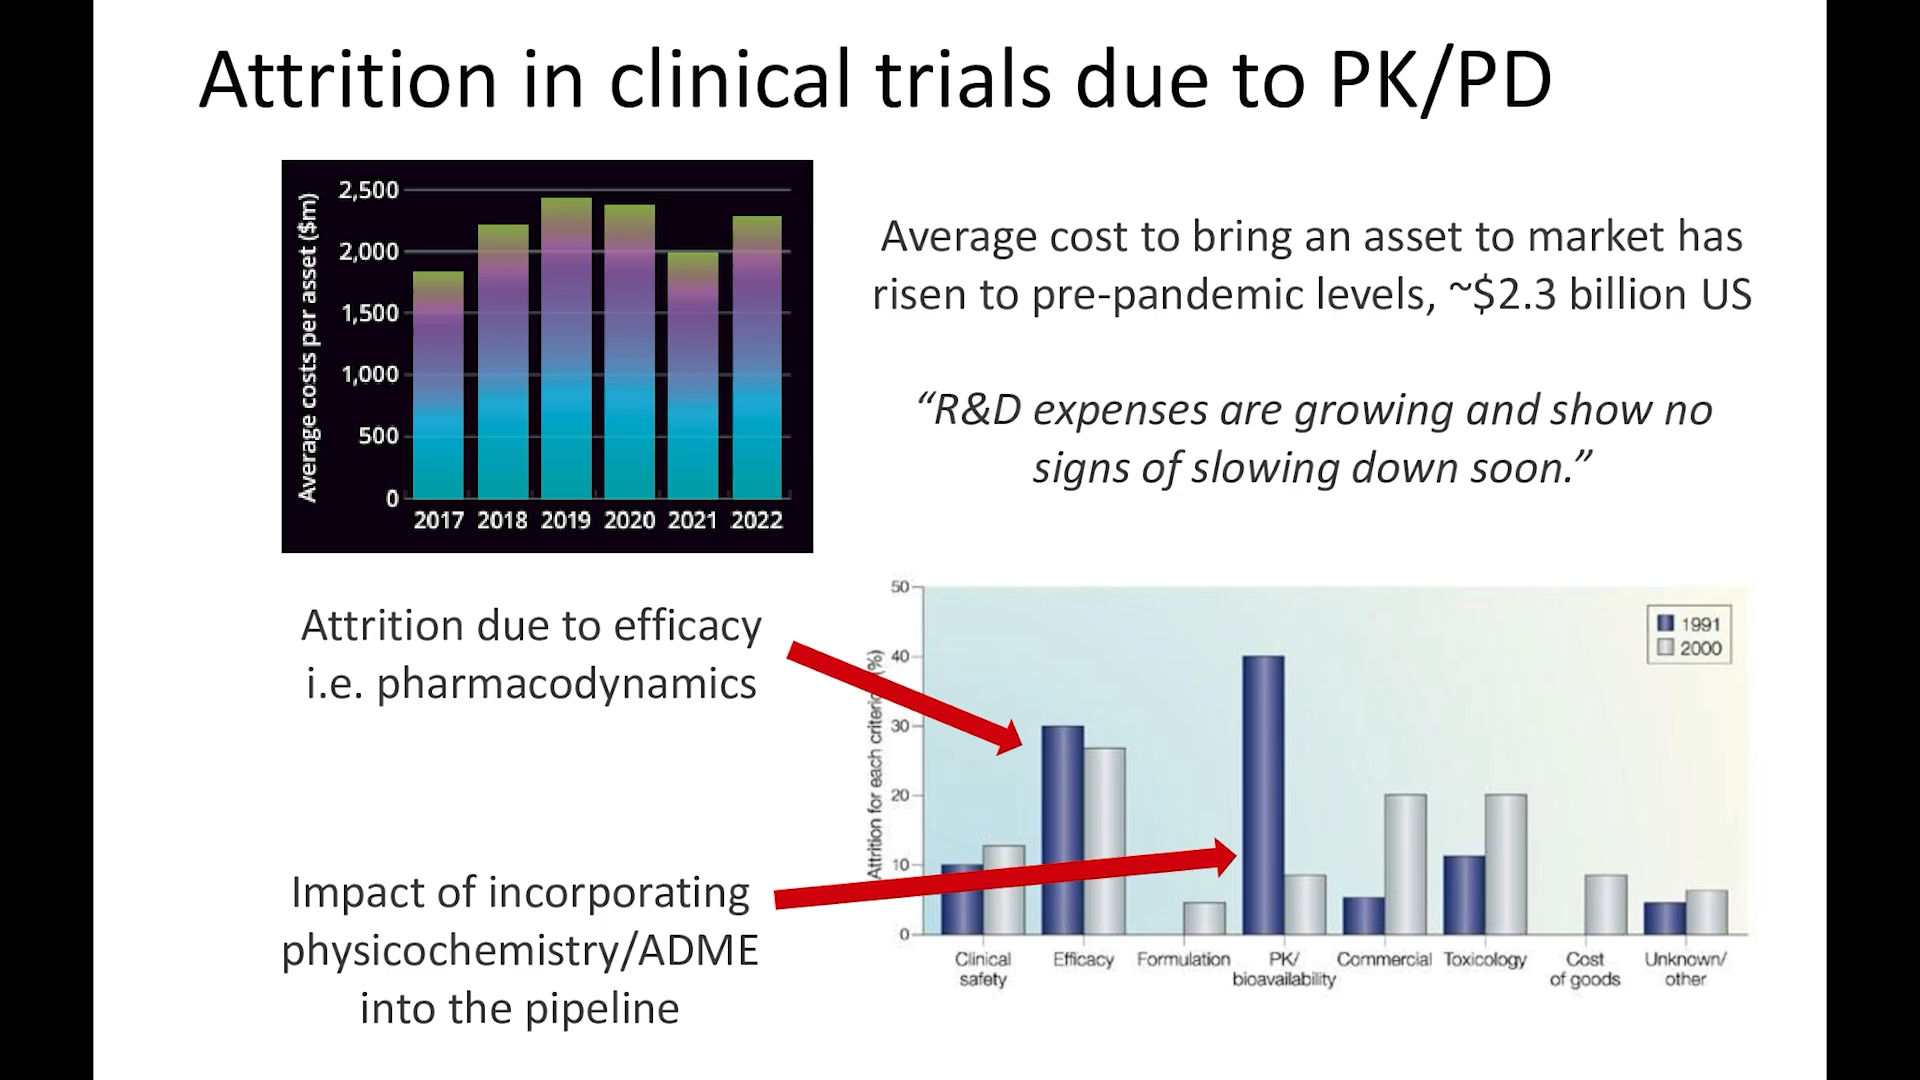 Attrition in clinical trials due to PK/PD
Average costs per asset ($m)
2,500
2,000
1,500
1,000
500
0
2017 2018 2019 2020 2021 2022
Average cost to bring an asset to market has
risen to pre-pandemic levels, ~$2.3 billion US
“R&D expenses are growing and show no
signs of slowing down soon.”
Attrition due to efficacy
i.e. pharmacodynamics
Impact of incorporating
physicochemistry/ADME
into the pipeline
Attrition for each (%)
50
40
30
20
10
0
1991
2000
Clinical
safety
Efficacy
Formulation
PK/
bioavailability
Commercial
Toxicology
Cost
of goods
Unknown/
other